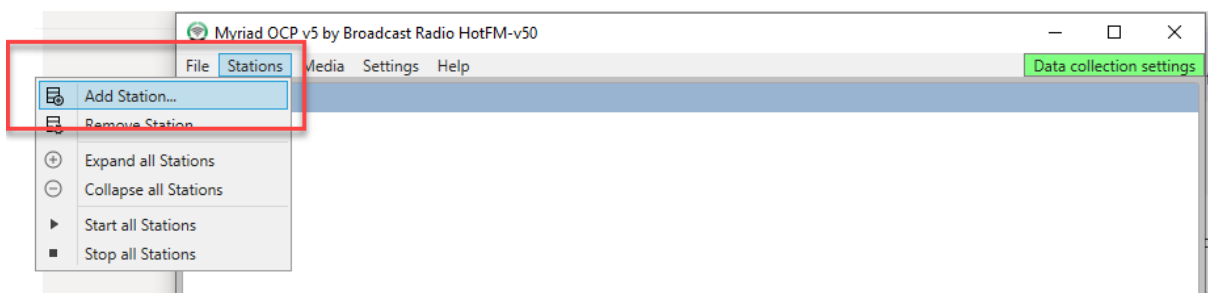 Myriad OCP v5 by Broadcast Radio HotFM-v50
File Stations Media Settings Help Data collection settings
Add Station...
Remove Station
Expand all Stations
Collapse all Stations
Start all Stations
Stop all Stations